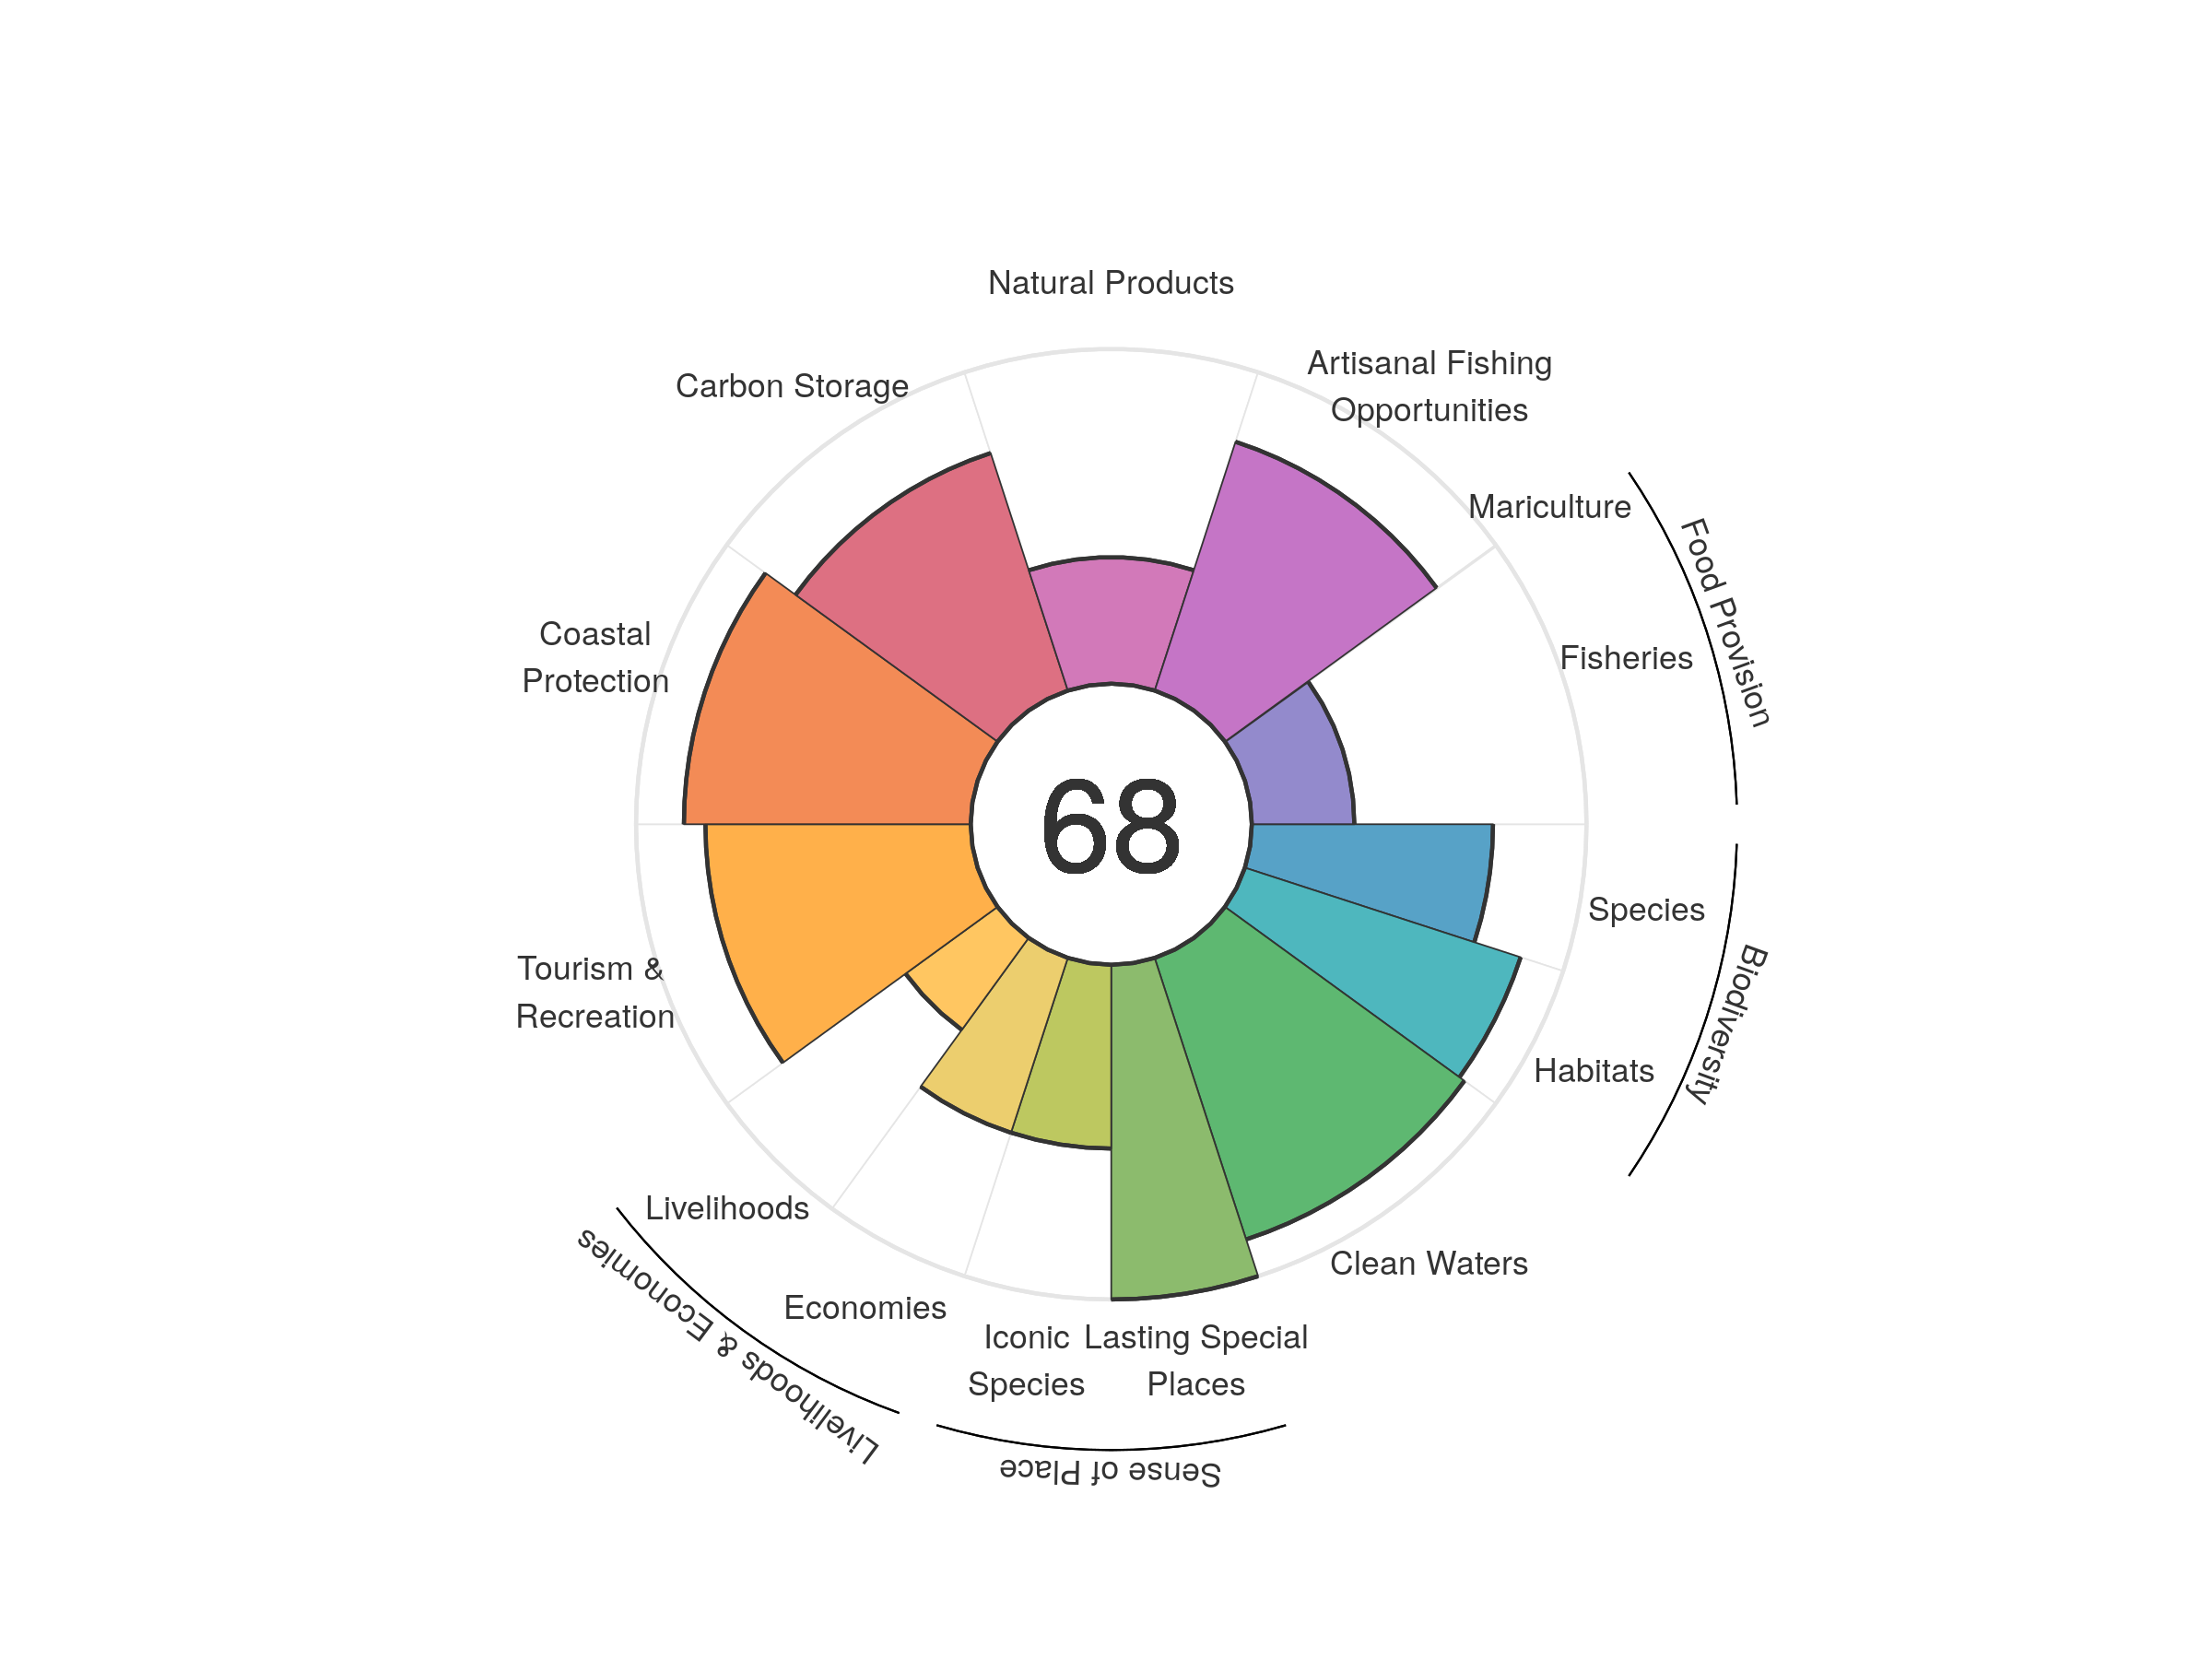 Natural Products
Artisanal Fishing
Opportunities
Carbon Storage
Mariculture
Food Provision
Fisheries
Coastal
Protection
68
Species
Biodiversity
Tourism &
Recreation
Habitats
Livelihoods
Clean Waters
Livelihoods & Economies
Economies
Iconic
Species
Lasting Special
Places
Sense of Place